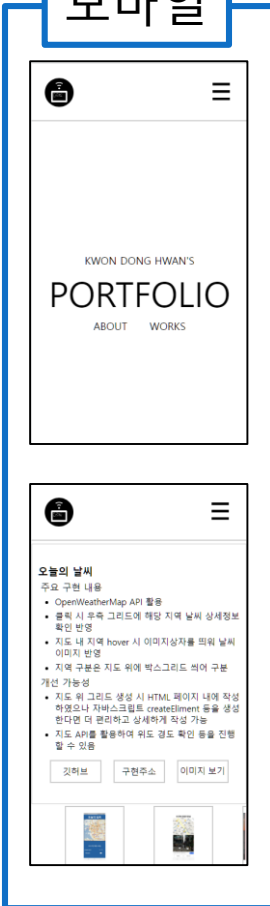 모바일
KWON DONG HWAN'S
PORTFOLIO
ABOUT WORKS
오늘의 날씨
주요 구현 내용
• OpenWeatherMap API 활용
• 클릭 시 우측 그리드에 해당 지역 날씨 상세정보
확인 반영
• 지도 내 지역 hover 시 이미지상자를 띄워 날씨
이미지 반영
• 지역 구분은 지도 위에 박스그리드 씌어 구분
개선 가능성
• 지도 위 그리드 생성 시 HTML 페이지 내에 작성
하였으나 자바스크립트 createEliment 등을 생성
한다면 더 편리하고 상세하게 작성 가능
• 지도 API를 활용하여 위도 경도 확인 등을 진행
할 수 있음
깃허브 구현주소 이미지 보기